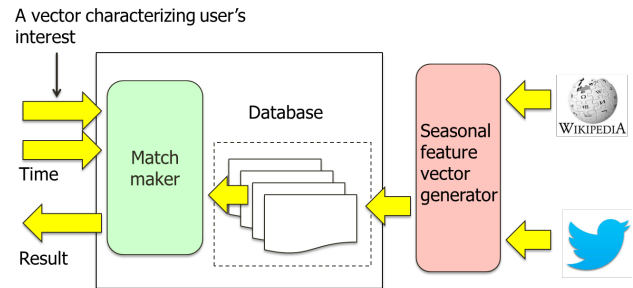 A vector characterizing user's
interest
Database
Match
maker
Seasonal
feature
vector
generator
WIKIPEDIA
Time
Result